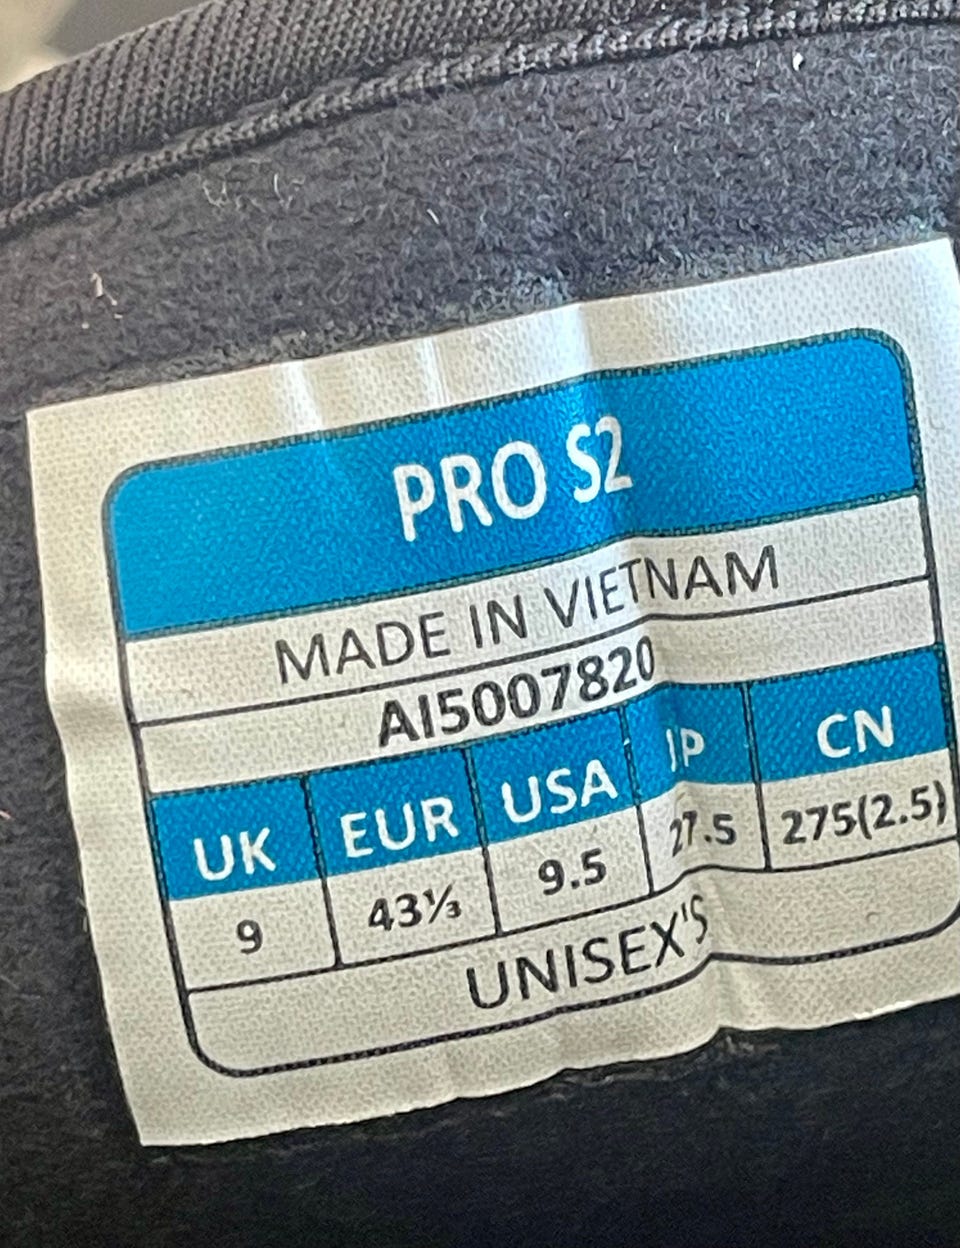 PRO S2
MADE IN VIETNAM
AI5007820
UK EUR USA JP CN
9 43⅓ 9.5 27.5 275(2.5)
UNISEX'S